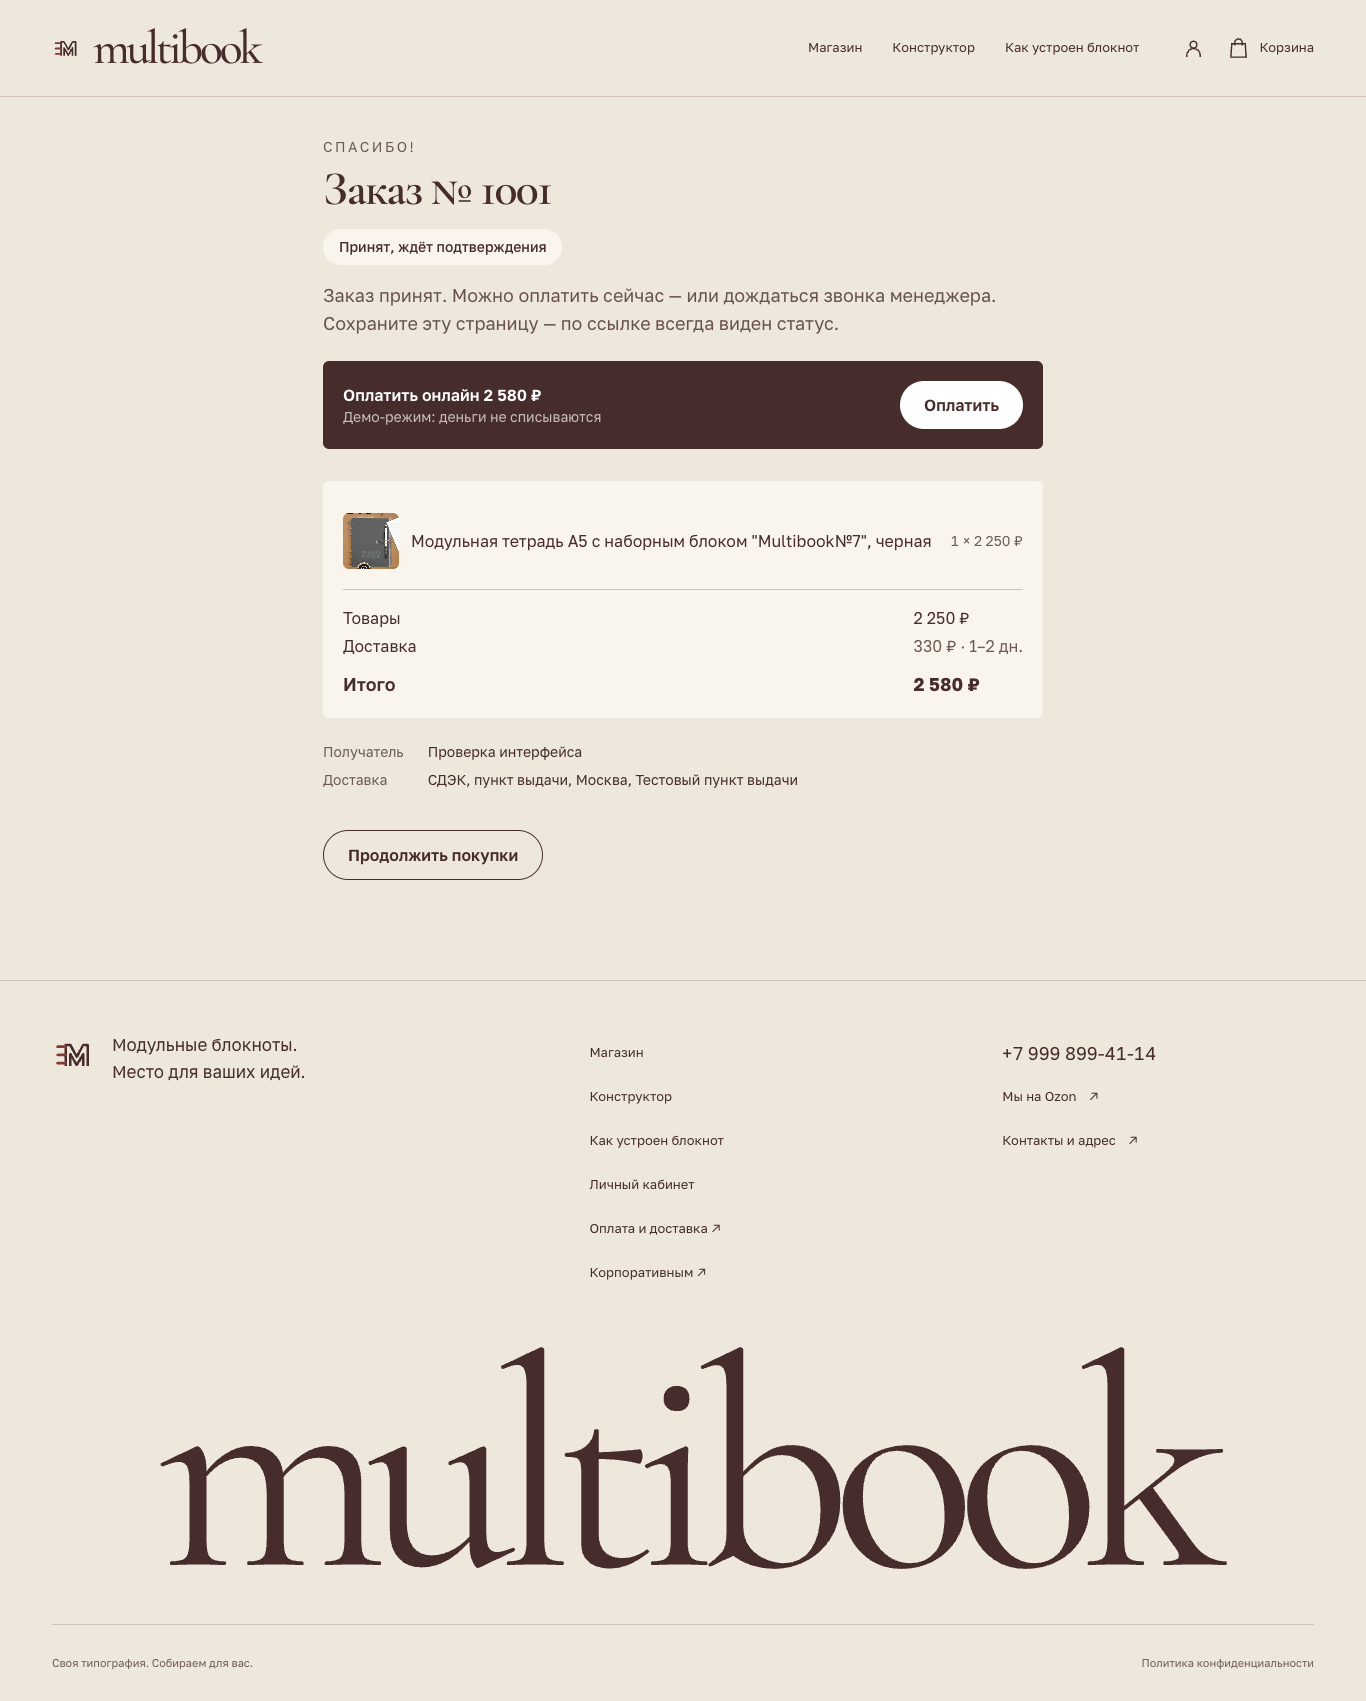 multibook
Магазин
Конструктор
Как устроен блокнот
Корзина
СПАСИБО!
Заказ № 1001
Принят, ждёт подтверждения
Заказ принят. Можно оплатить сейчас — или дождаться звонка менеджера.
Сохраните эту страницу — по ссылке всегда виден статус.
Оплатить онлайн 2 580 ₽
Демо-режим: деньги не списываются
Оплатить
Модульная тетрадь А5 с наборным блоком "Multibook№7", черная
1 × 2 250 ₽
Товары 2 250 ₽
Доставка 330 ₽ · 1–2 дн.
Итого 2 580 ₽
Получатель Проверка интерфейса
Доставка СДЭК, пункт выдачи, Москва, Тестовый пункт выдачи
Продолжить покупки
Модульные блокноты.
Место для ваших идей.
Магазин
Конструктор
Как устроен блокнот
Личный кабинет
Оплата и доставка ↗
Корпоративным ↗
+7 999 899-41-14
Мы на Ozon ↗
Контакты и адрес ↗
multibook
Своя типография. Собираем для вас.
Политика конфиденциальности